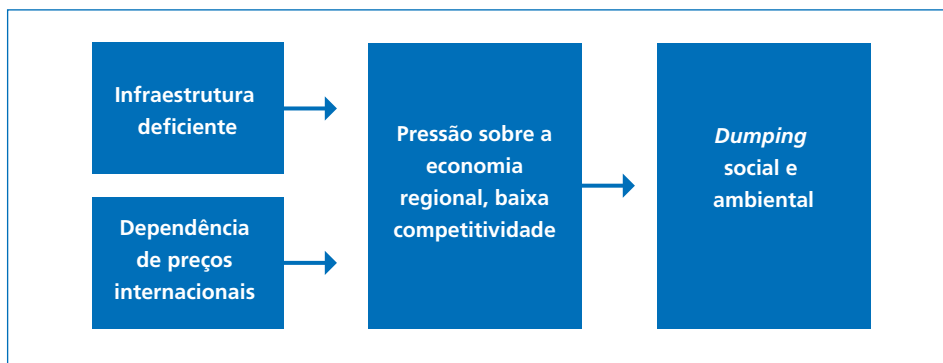 Infraestrutura
deficiente
Dependência
de preços
internacionais
Pressão sobre a
economia
regional, baixa
competitividade
Dumping
social e
ambiental